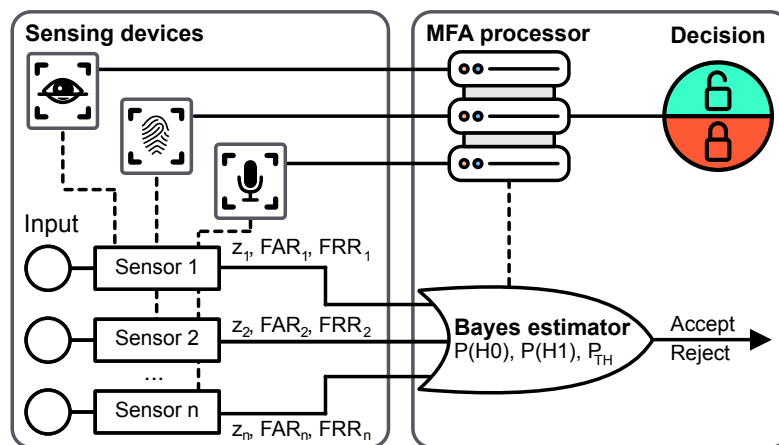 Sensing devices
MFA processor
Decision
Input
Sensor 1
z1, FAR1, FRR1
Sensor 2
z2, FAR2, FRR2
...
Sensor n
zn, FARn, FRRn
Bayes estimator
P(H0), P(H1), PTH
Accept
Reject